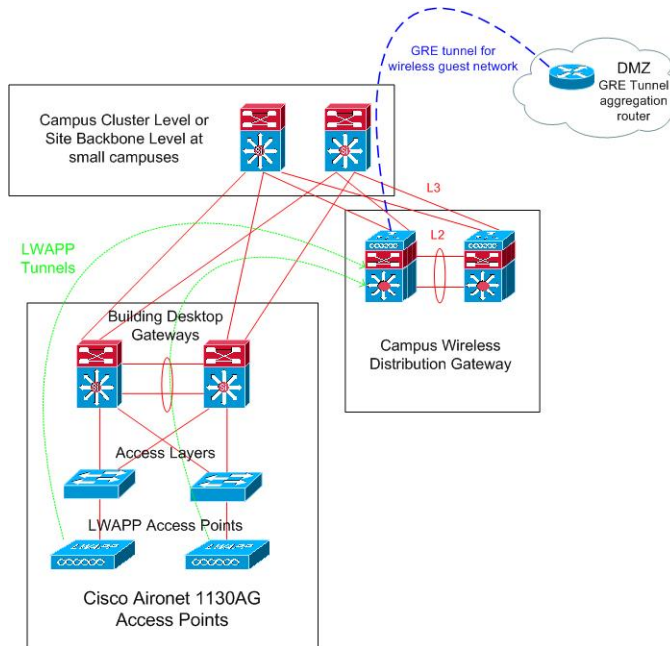 GRE tunnel for
wireless guest network
DMZ
GRE Tunnel
aggregation
router
Campus Cluster Level or
Site Backbone Level at
small campuses
L3
LWAPP
Tunnels
L2
Building Desktop
Gateways
Campus Wireless
Distribution Gateway
Access Layers
LWAPP Access Points
Cisco Aironet 1130AG
Access Points